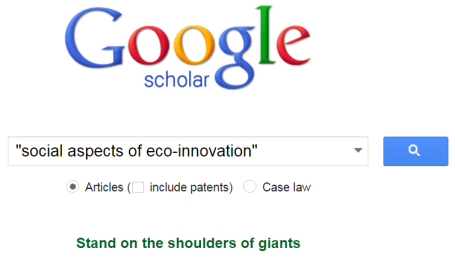 Google
scholar
"social aspects of eco-innovation"
Articles ( include patents) Case law
Stand on the shoulders of giants